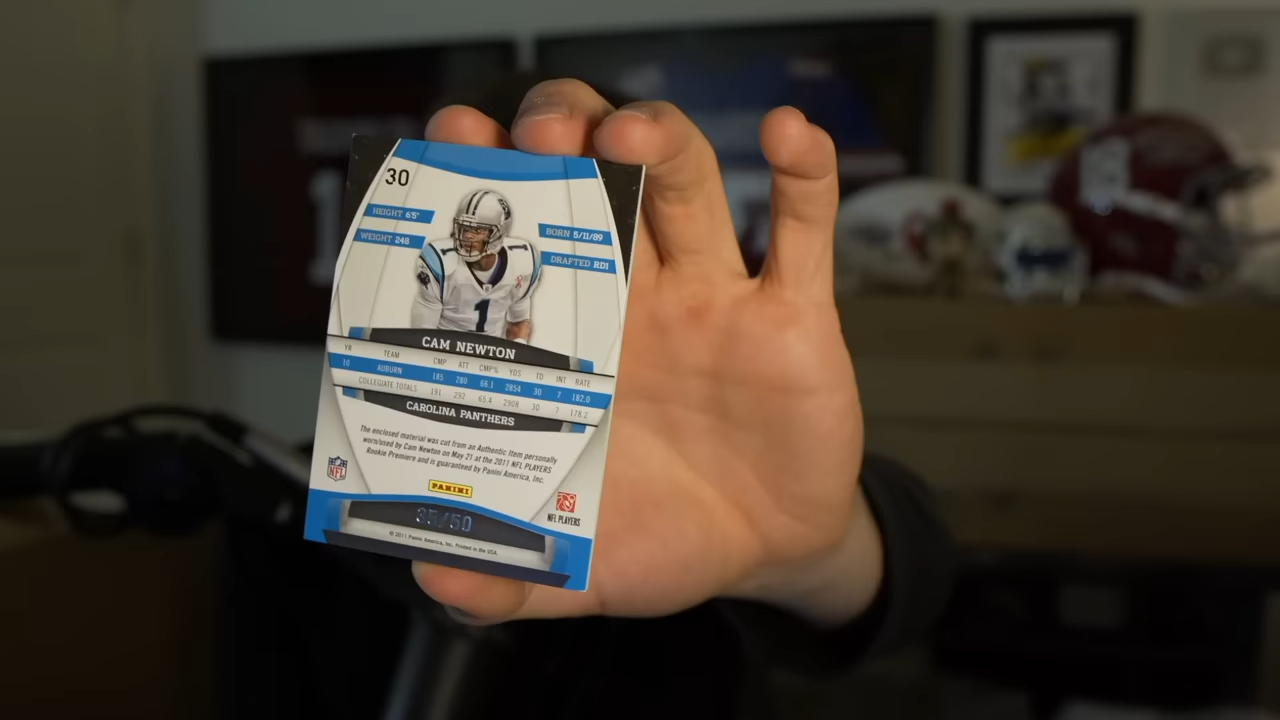 30
HEIGHT 6'5"
WEIGHT 248
BORN 5/11/89
DRAFTED RD1
1
1
1
CAM NEWTON
YR TEAM CMP ATT CMP% YDS TD INT RATE
10 AUBURN 185 280 66.1 2854 30 7 182.0
COLLEGIATE TOTALS 191 292 65.4 2908 30 7 178.2
CAROLINA PANTHERS
The enclosed material was cut from an Authentic Item personally
worn/used by Cam Newton on May 21 at the 2011 NFL PLAYERS
Rookie Premiere and is guaranteed by Panini America, Inc.
NFL
PANINI
NFL PLAYERS
35/50
© 2011 Panini America, Inc. Printed in the USA.